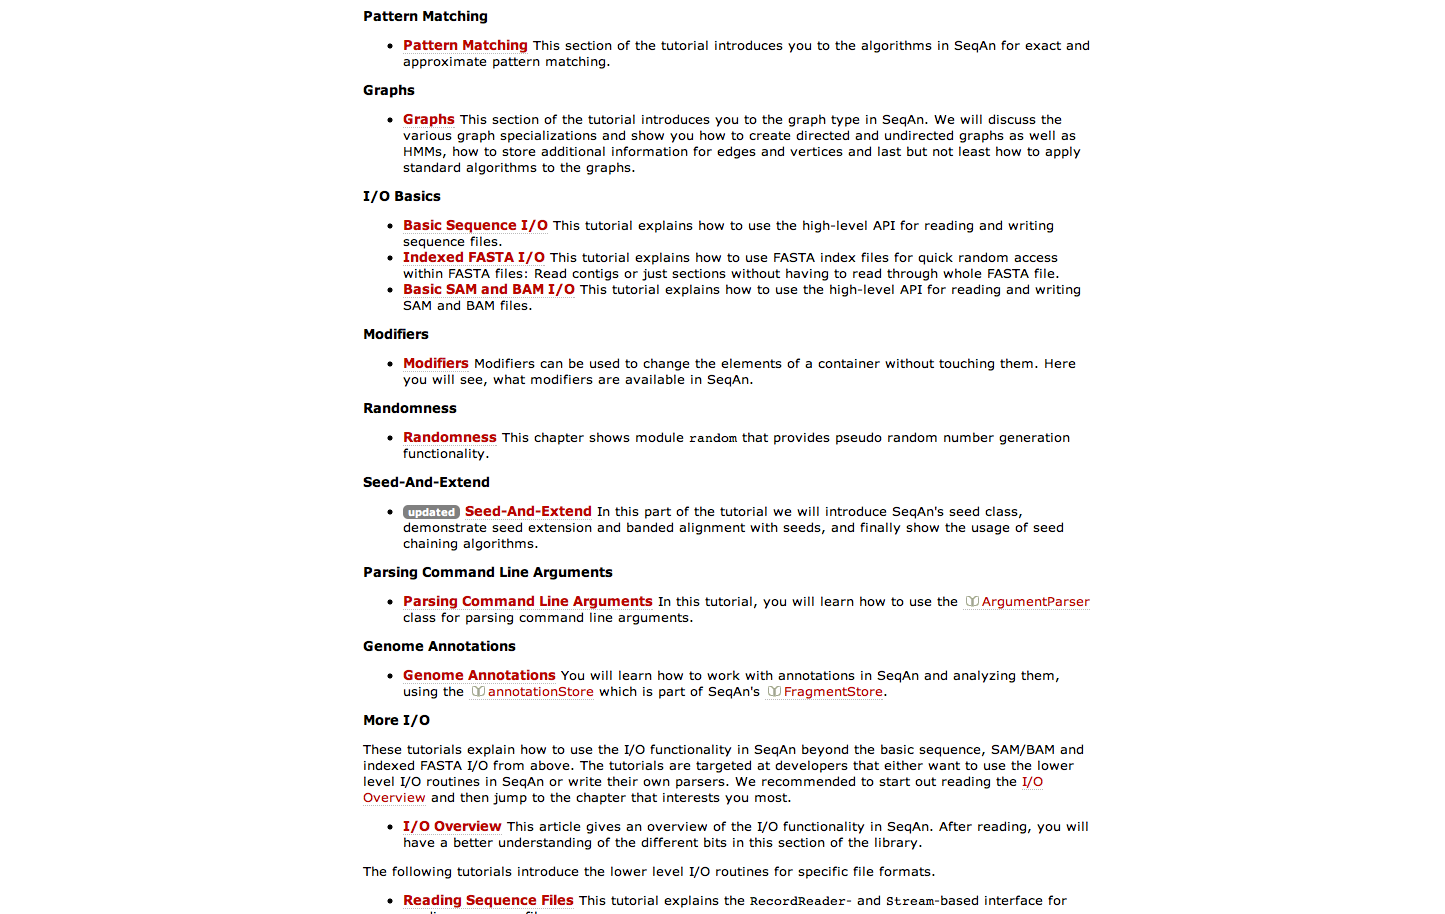 Pattern Matching
Pattern Matching This section of the tutorial introduces you to the algorithms in SeqAn for exact and
approximate pattern matching.
Graphs
Graphs This section of the tutorial introduces you to the graph type in SeqAn. We will discuss the
various graph specializations and show you how to create directed and undirected graphs as well as
HMMs, how to store additional information for edges and vertices and last but not least how to apply
standard algorithms to the graphs.
I/O Basics
Basic Sequence I/O This tutorial explains how to use the high-level API for reading and writing
sequence files.
Indexed FASTA I/O This tutorial explains how to use FASTA index files for quick random access
within FASTA files: Read contigs or just sections without having to read through whole FASTA file.
Basic SAM and BAM I/O This tutorial explains how to use the high-level API for reading and writing
SAM and BAM files.
Modifiers
Modifiers Modifiers can be used to change the elements of a container without touching them. Here
you will see, what modifiers are available in SeqAn.
Randomness
Randomness This chapter shows module random that provides pseudo random number generation
functionality.
Seed-And-Extend
updated Seed-And-Extend In this part of the tutorial we will introduce SeqAn's seed class,
demonstrate seed extension and banded alignment with seeds, and finally show the usage of seed
chaining algorithms.
Parsing Command Line Arguments
Parsing Command Line Arguments In this tutorial, you will learn how to use the ArgumentParser
class for parsing command line arguments.
Genome Annotations
Genome Annotations You will learn how to work with annotations in SeqAn and analyzing them,
using the annotationStore which is part of SeqAn's FragmentStore.
More I/O
These tutorials explain how to use the I/O functionality in SeqAn beyond the basic sequence, SAM/BAM and
indexed FASTA I/O from above. The tutorials are targeted at developers that either want to use the lower
level I/O routines in SeqAn or write their own parsers. We recommended to start out reading the I/O
Overview and then jump to the chapter that interests you most.
I/O Overview This article gives an overview of the I/O functionality in SeqAn. After reading, you will
have a better understanding of the different bits in this section of the library.
The following tutorials introduce the lower level I/O routines for specific file formats.
Reading Sequence Files This tutorial explains the RecordReader- and Stream-based interface for